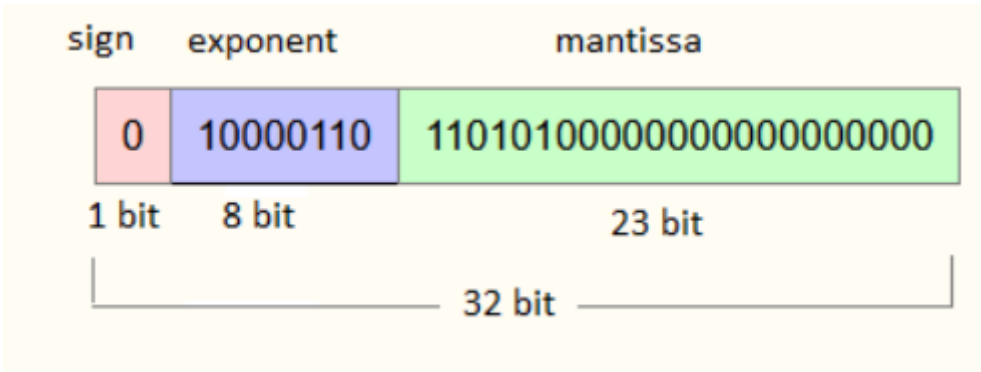 sign exponent mantissa
0 10000110 11010100000000000000000
1 bit 8 bit 23 bit
32 bit